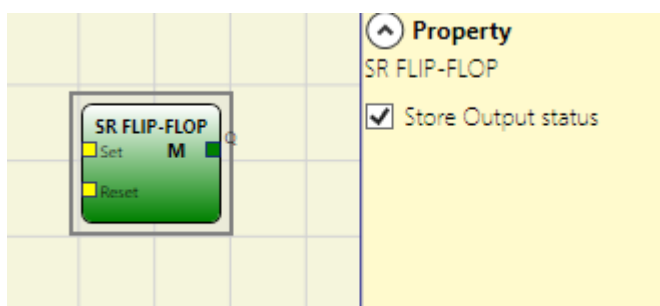 SR FLIP-FLOP
Set M Q
Reset
Property
SR FLIP-FLOP
Store Output status